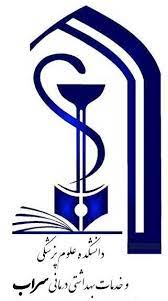 دانشکده علوم پزشکی
و خدمات بهداشتی درمانی سراب